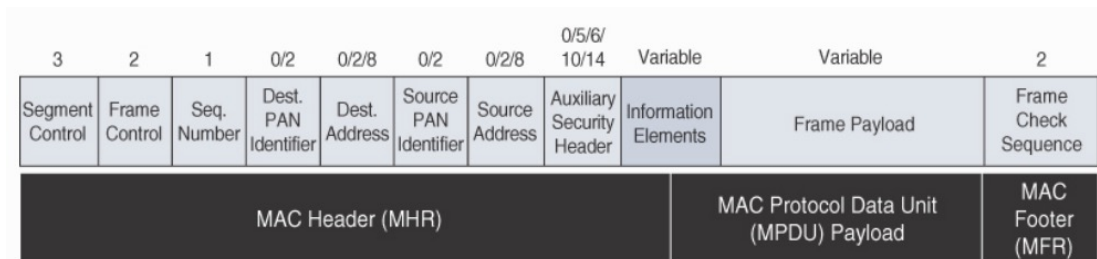 0/5/6/
3 2 1 0/2 0/2/8 0/2 0/2/8 10/14 Variable Variable 2
Segment
Control
Frame
Control
Seq.
Number
Dest.
PAN
Identifier
Dest.
Address
Source
PAN
Identifier
Source
Address
Auxiliary
Security
Header
Information
Elements
Frame Payload
Frame
Check
Sequence
MAC Header (MHR)
MAC Protocol Data Unit
(MPDU) Payload
MAC
Footer
(MFR)